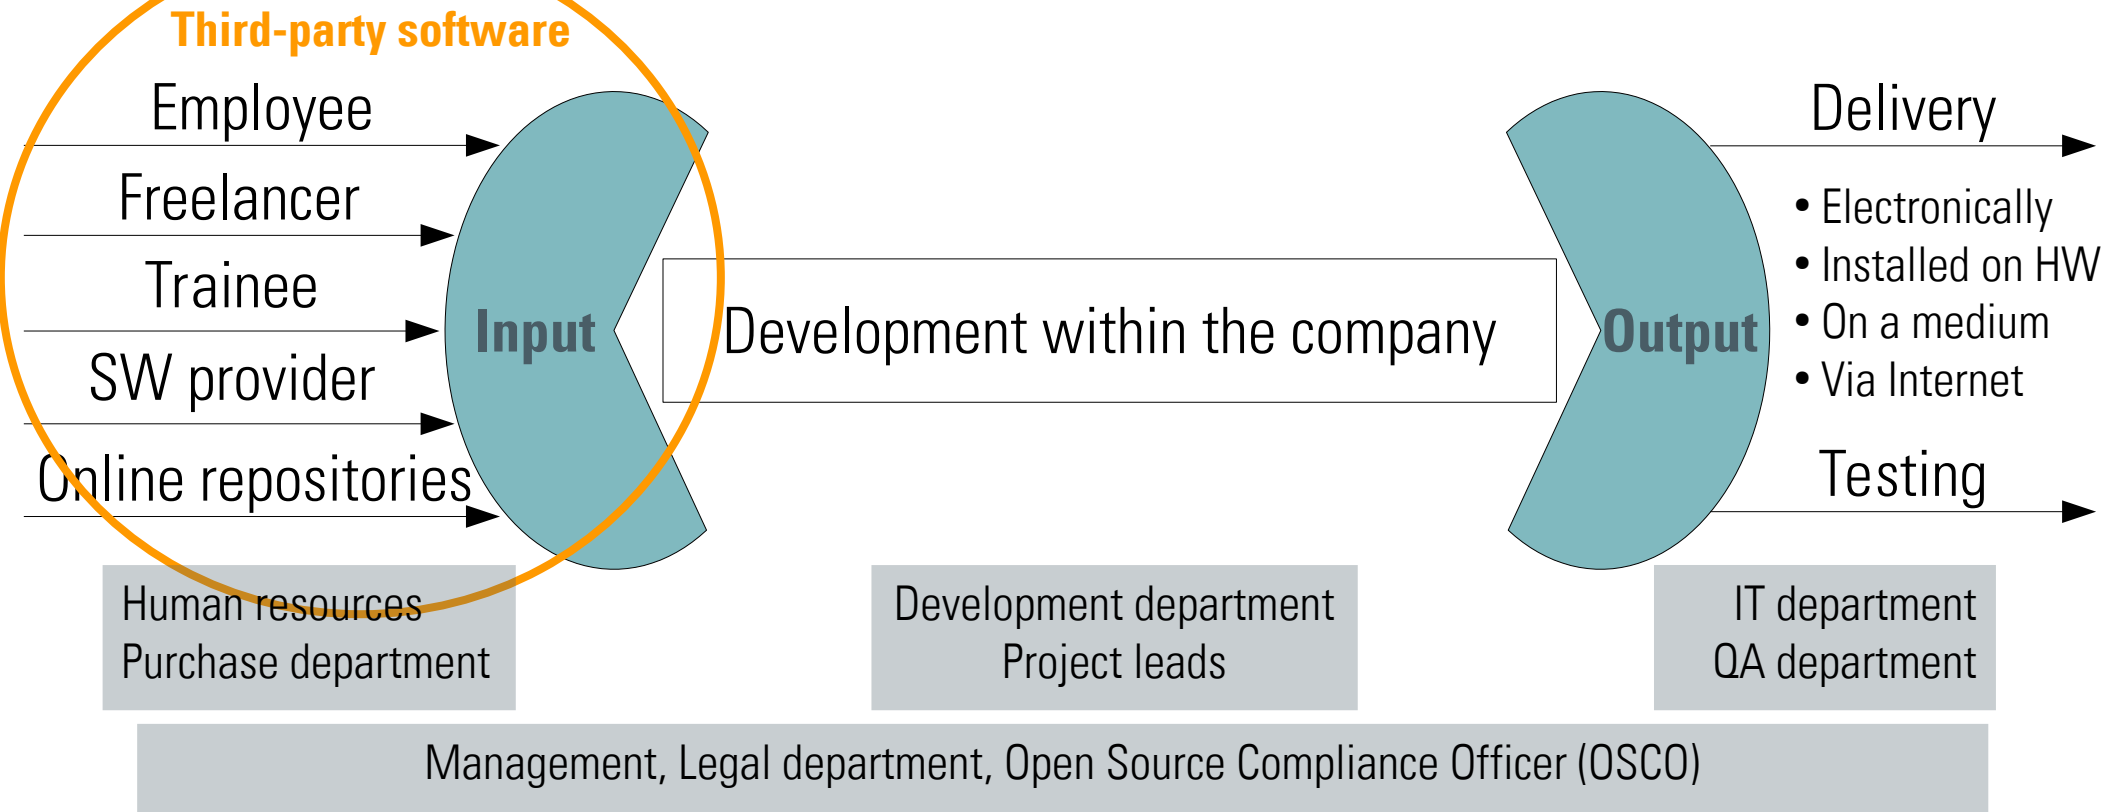 Third-party software
Employee
Freelancer
Trainee
SW provider
Online repositories
Input
Development within the company
Output
Delivery
• Electronically
• Installed on HW
• On a medium
• Via Internet
Testing
Human resources
Purchase department
Development department
Project leads
IT department
QA department
Management, Legal department, Open Source Compliance Officer (OSCO)